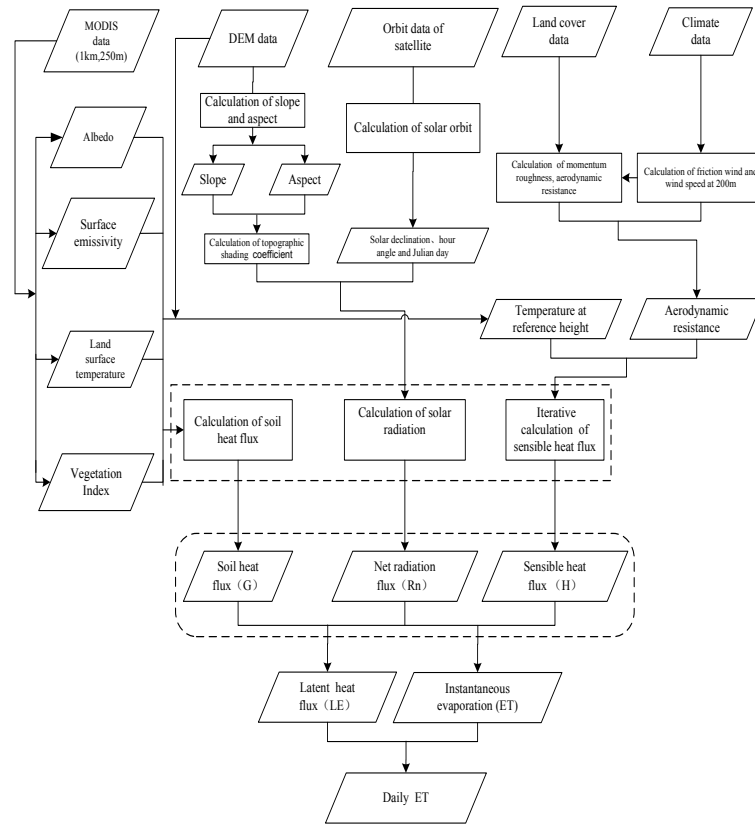 MODIS
data
(1km,250m)
DEM data
Orbit data of
satellite
Land cover
data
Climate
data
Calculation of slope
and aspect
Albedo
Calculation of solar
orbit
Slope
Aspect
Calculation of momentum
roughness, aerodynamic
resistance
Calculation of friction wind and
wind speed at 200m
Surface
emissivity
Calculation of topographic
shading coefficient
Solar declination、hour
angle and Julian day
Temperature at
reference height
Aerodynamic
resistance
Land
surface
temperature
Calculation of soil
heat flux
Calculation of solar
radiation
Iterative
calculation of
sensible heat flux
Vegetation
Index
Soil heat
flux（G）
Net radiation
flux（Rn）
Sensible heat
flux （H）
Latent heat
flux（LE）
Instantaneous
evaporation (ET)
Daily ET